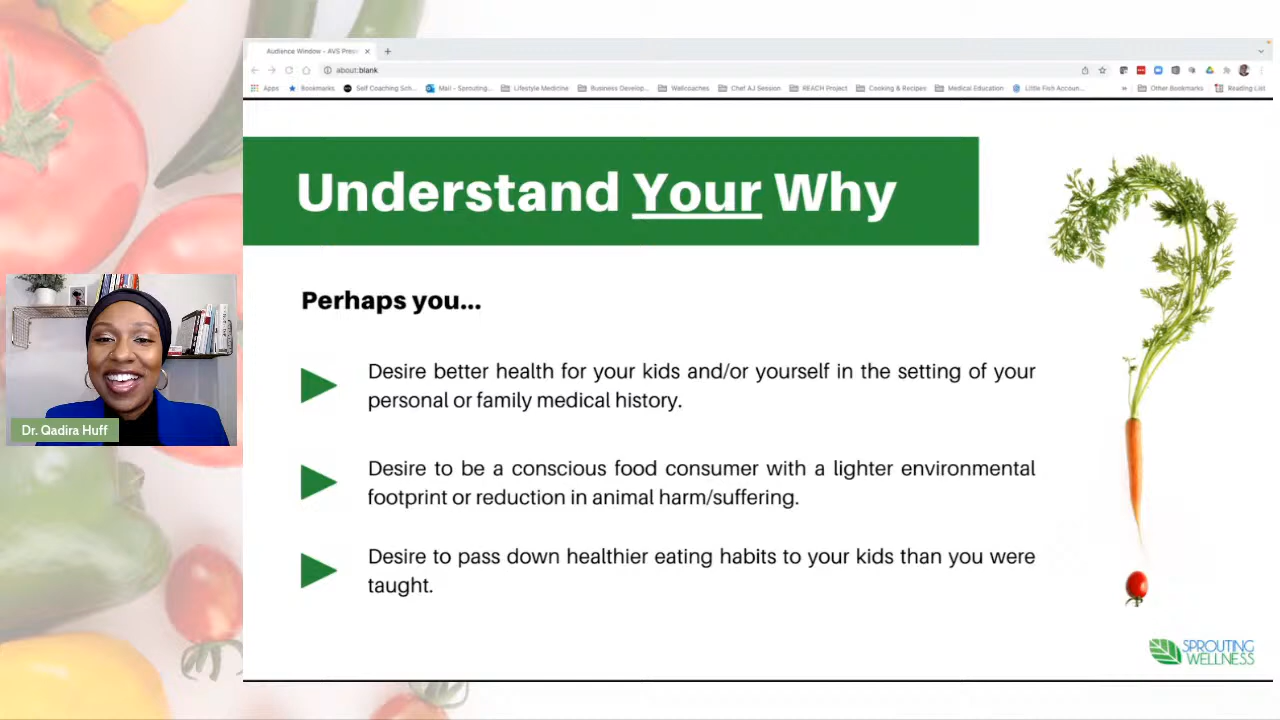 Audience Window - AVS Pres
about:blank
Apps
Bookmarks
Self Coaching Sch...
Mail - Sprouting...
Lifestyle Medicine
Business Develop...
Wellcoaches
Chef AJ Session
REACH Project
Cooking & Recipes
Medical Education
Little Fish Accoun...
»
Other Bookmarks
Reading List
Understand Your Why
Perhaps you...
Desire better health for your kids and/or yourself in the setting of your
personal or family medical history.
Desire to be a conscious food consumer with a lighter environmental
footprint or reduction in animal harm/suffering.
Desire to pass down healthier eating habits to your kids than you were
taught.
Dr. Qadira Huff
SPROUTING
WELLNESS